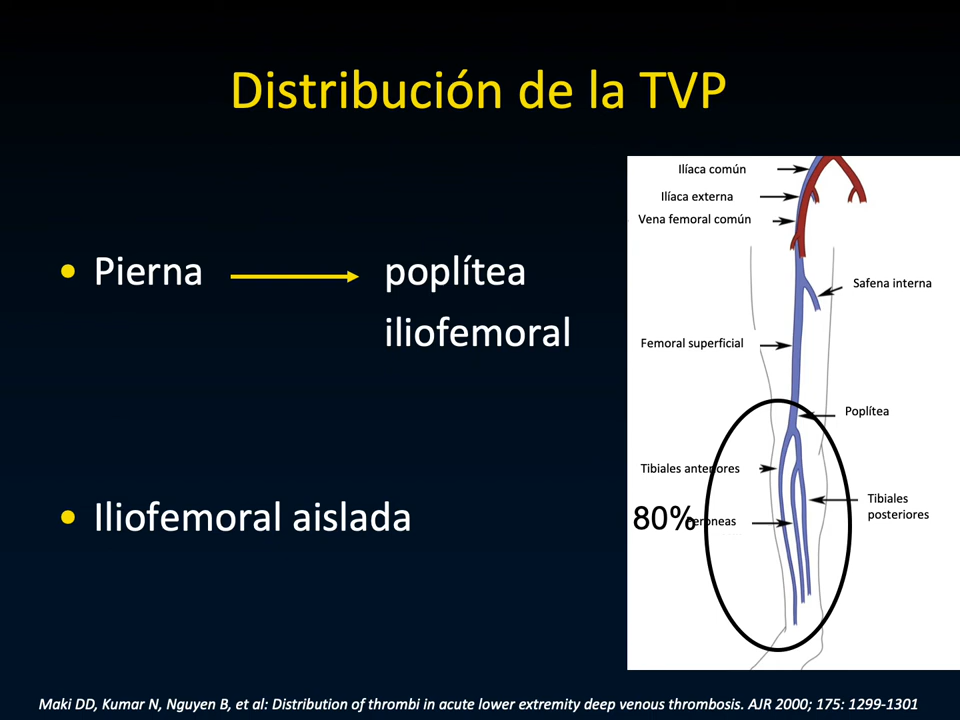 Distribución de la TVP
• Pierna
poplítea
iliofemoral
• Iliofemoral aislada
Ilíaca común
Ilíaca externa
Vena femoral común
Safena interna
Femoral superficial
Poplítea
Tibiales anteriores
Tibiales
posteriores
80%
Peroneas
Maki DD, Kumar N, Nguyen B, et al: Distribution of thrombi in acute lower extremity deep venous thrombosis. AJR 2000; 175: 1299-1301